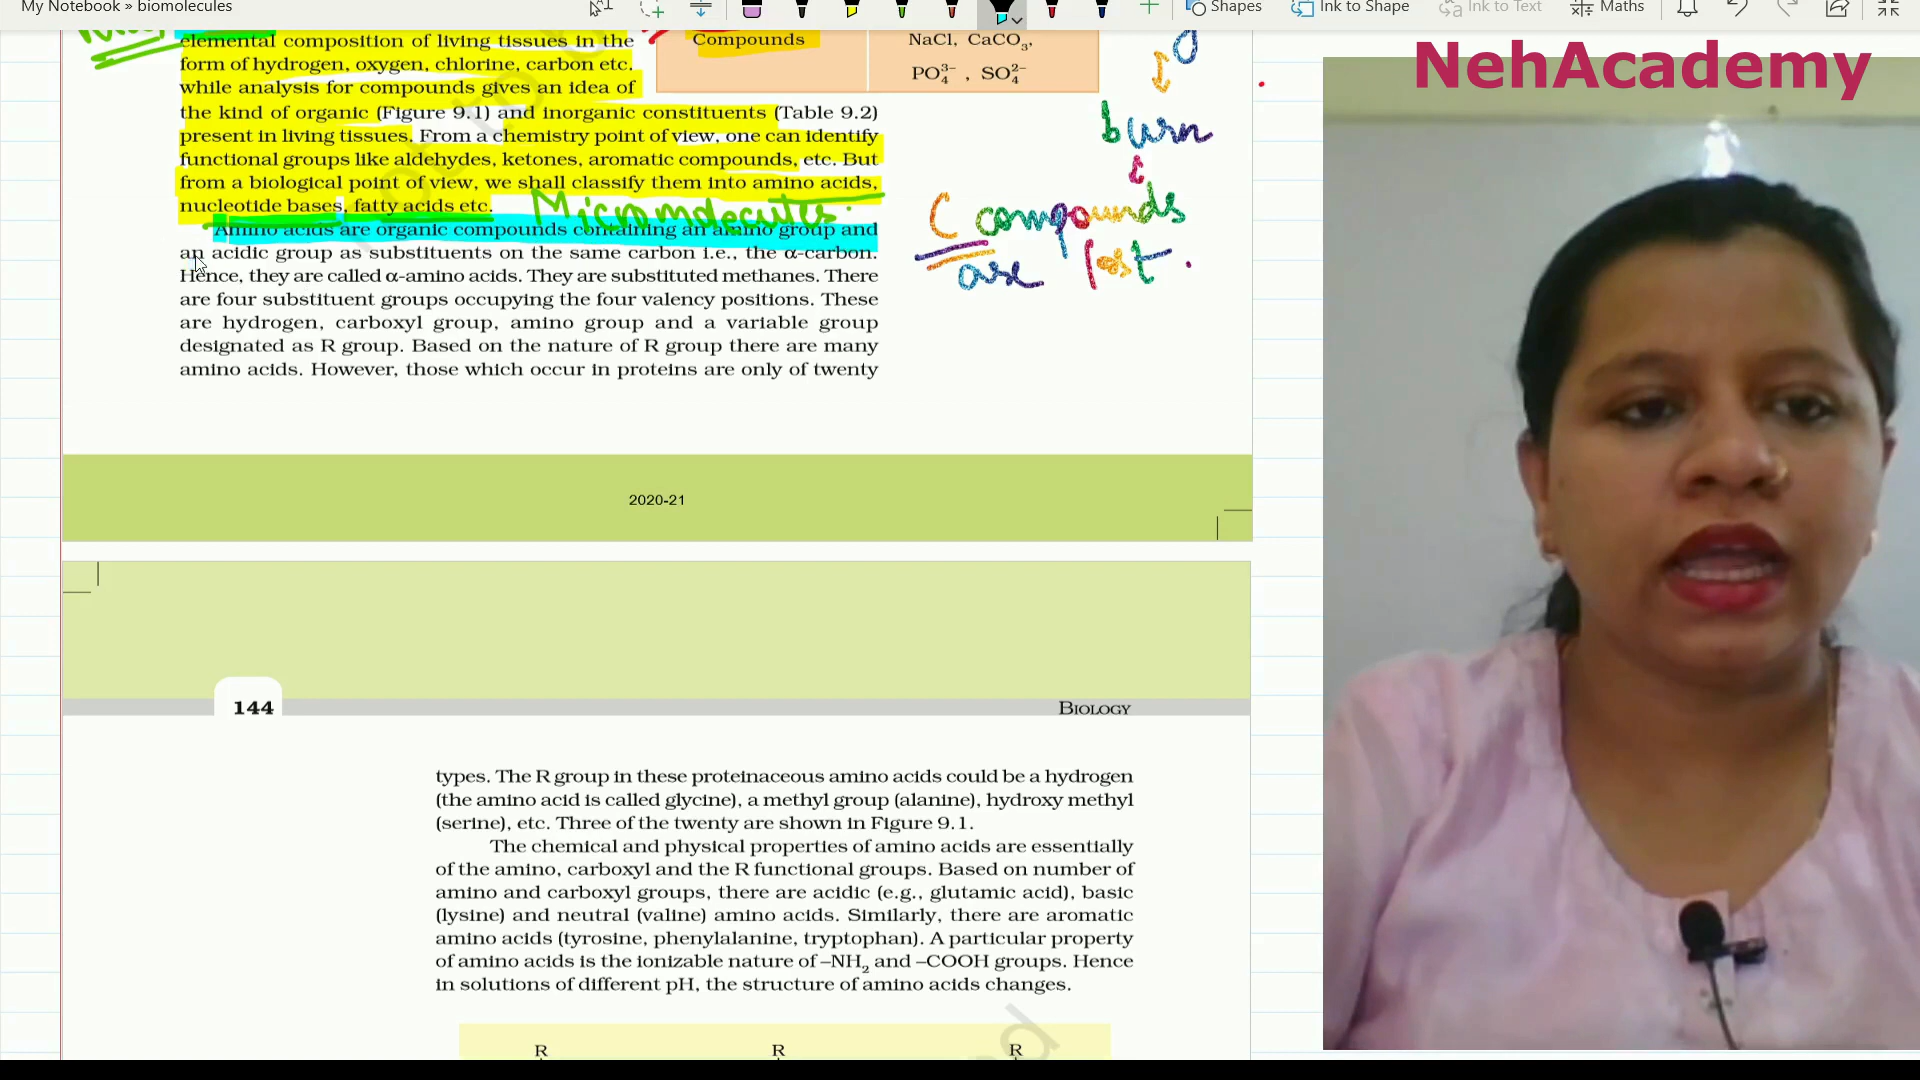 My Notebook » biomolecules
Shapes
Ink to Shape
Ink to Text
Maths
NehAcademy
elemental composition of living tissues in the
form of hydrogen, oxygen, chlorine, carbon etc.
while analysis for compounds gives an idea of
the kind of organic (Figure 9.1) and inorganic constituents (Table 9.2)
present in living tissues. From a chemistry point of view, one can identify
functional groups like aldehydes, ketones, aromatic compounds, etc. But
from a biological point of view, we shall classify them into amino acids,
nucleotide bases, fatty acids etc.
Micromolecules.
Amino acids are organic compounds containing an amino group and
an acidic group as substituents on the same carbon i.e., the α-carbon.
Hence, they are called α-amino acids. They are substituted methanes. There
are four substituent groups occupying the four valency positions. These
are hydrogen, carboxyl group, amino group and a variable group
designated as R group. Based on the nature of R group there are many
amino acids. However, those which occur in proteins are only of twenty
Compounds
NaCl, CaCO₃,
PO₄³⁻ , SO₄²⁻
burn
C compounds
are lost.
2020-21
144
BIOLOGY
types. The R group in these proteinaceous amino acids could be a hydrogen
(the amino acid is called glycine), a methyl group (alanine), hydroxy methyl
(serine), etc. Three of the twenty are shown in Figure 9.1.
The chemical and physical properties of amino acids are essentially
of the amino, carboxyl and the R functional groups. Based on number of
amino and carboxyl groups, there are acidic (e.g., glutamic acid), basic
(lysine) and neutral (valine) amino acids. Similarly, there are aromatic
amino acids (tyrosine, phenylalanine, tryptophan). A particular property
of amino acids is the ionizable nature of –NH₂ and –COOH groups. Hence
in solutions of different pH, the structure of amino acids changes.
R R R